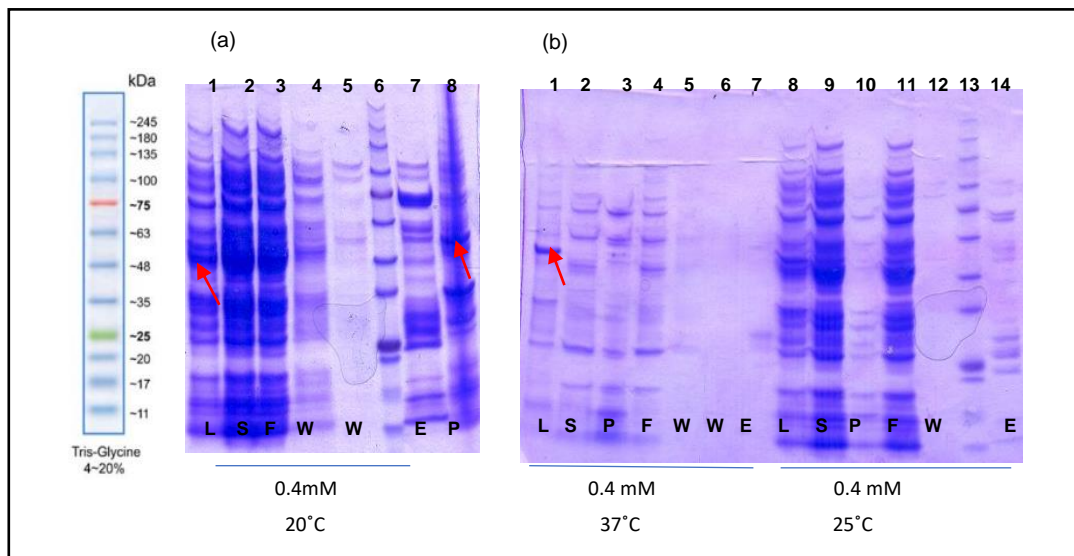 (a)
(b)
kDa
1 2 3 4 5 6 7 8
1 2 3 4 5 6 7 8 9 10 11 12 13 14
~245
~180
~135
~100
~75
~63
~48
~35
~25
~20
~17
~11
L S F W W E P
L S P F W W E L S P F W E
Tris-Glycine
4~20%
0.4mM
0.4 mM
0.4 mM
20˚C
37˚C
25˚C